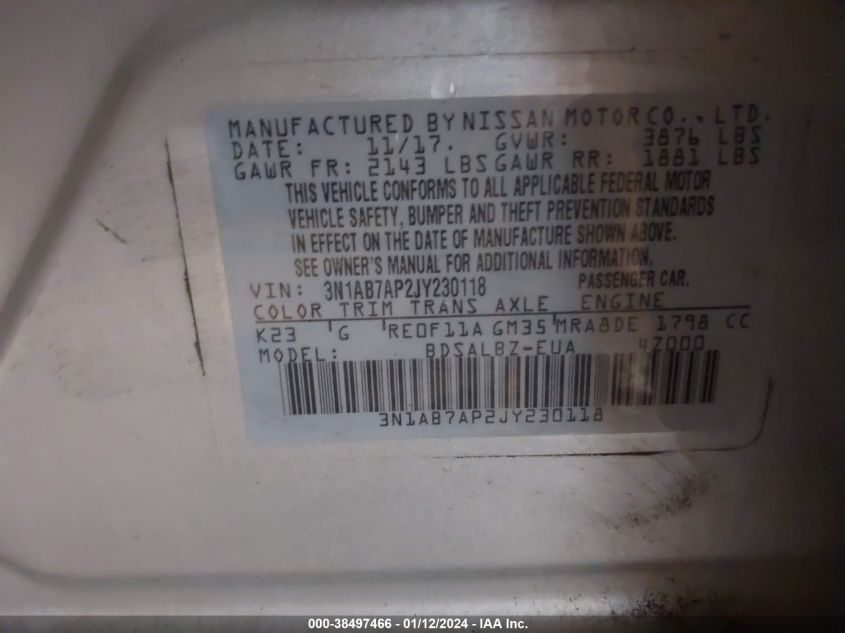 MANUFACTURED BY NISSAN MOTOR CO., LTD.
DATE: 11/17. GVWR: 3876 LBS
GAWR FR: 2143 LBS GAWR RR: 1881 LBS
THIS VEHICLE CONFORMS TO ALL APPLICABLE FEDERAL MOTOR
VEHICLE SAFETY, BUMPER AND THEFT PREVENTION STANDARDS
IN EFFECT ON THE DATE OF MANUFACTURE SHOWN ABOVE.
SEE OWNER'S MANUAL FOR ADDITIONAL INFORMATION.
VIN: 3N1AB7AP2JY230118 PASSENGER CAR.
COLOR TRIM TRANS AXLE ENGINE
K23 G RE0F11A GM35 MRA8DE 1798 CC
MODEL: BDSALBZ-EUA 4Z000
3N1AB7AP2JY230118
000-38497466 - 01/12/2024 - IAA Inc.